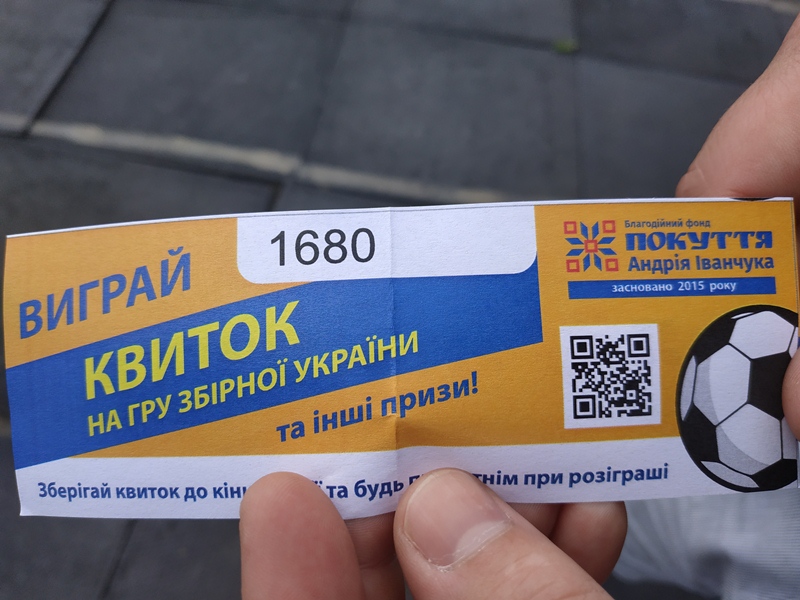 1680
ВИГРАЙ
КВИТОК
НА ГРУ ЗБІРНОЇ УКРАЇНИ
та інші призи!
Зберігай квиток до та будь при розіграші
Благодійний фонд
ПОКУТТЯ
Андрія Іванчука
засновано 2015 року